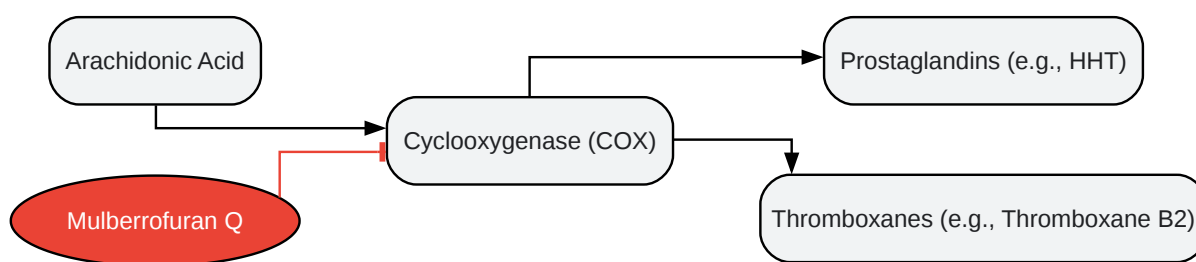 Arachidonic Acid
Prostaglandins (e.g., HHT)
Cyclooxygenase (COX)
Mulberrofuran Q
Thromboxanes (e.g., Thromboxane B2)